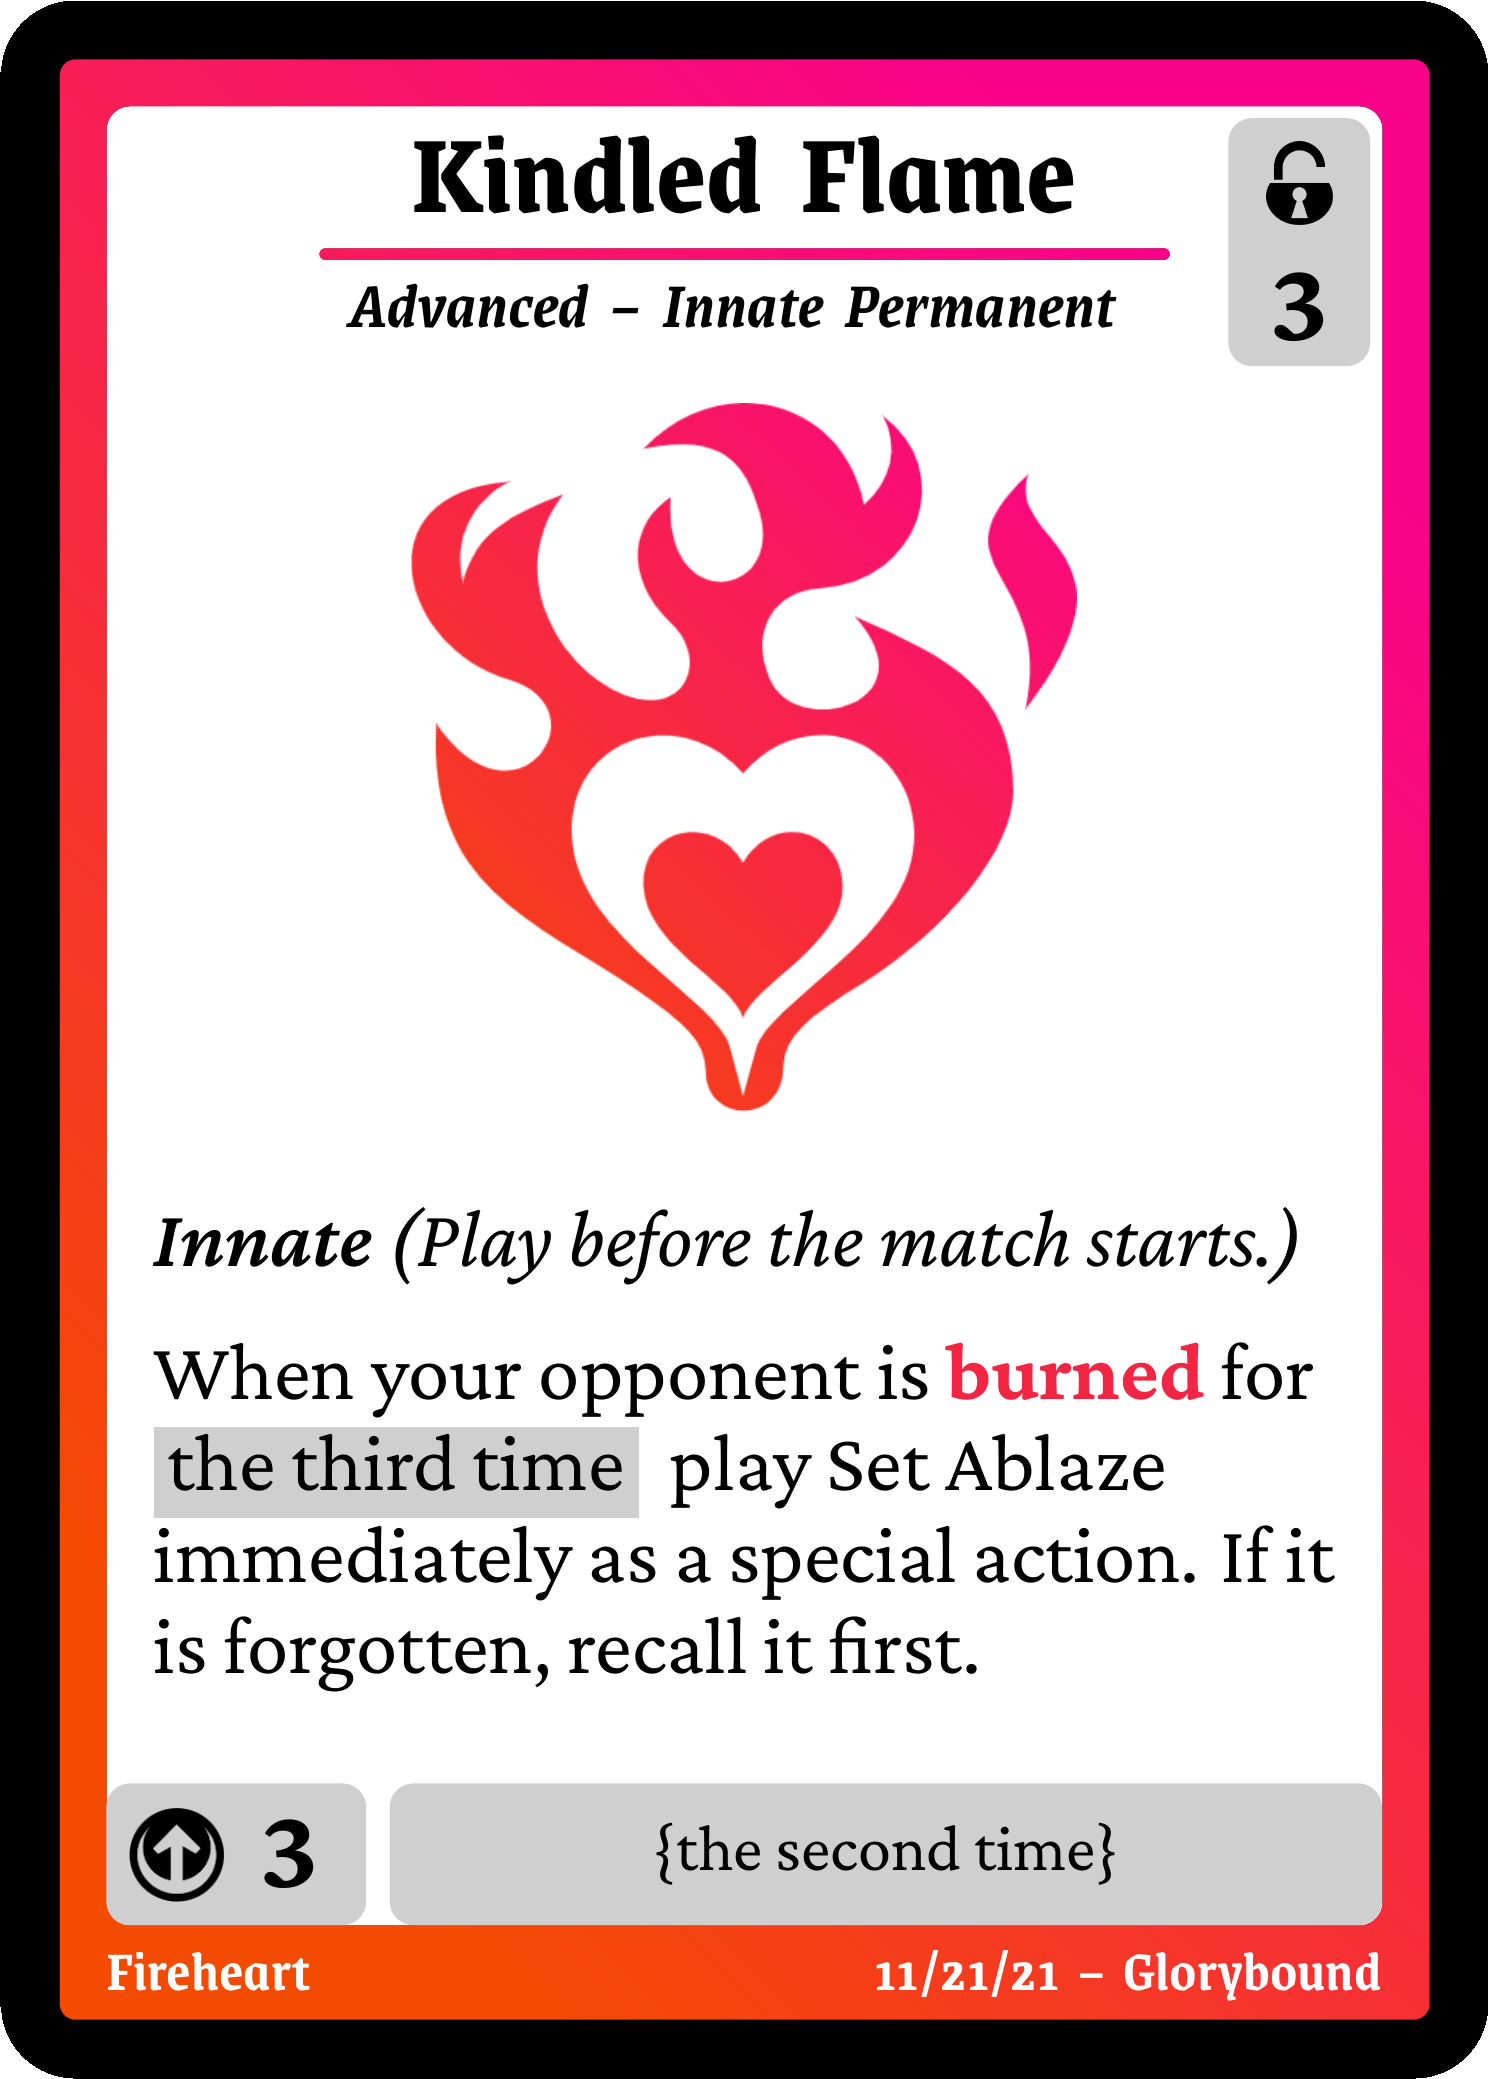 Kindled Flame
3
Advanced – Innate Permanent
Innate (Play before the match starts.)
When your opponent is burned for
the third time play Set Ablaze
immediately as a special action. If it
is forgotten, recall it first.
3
{the second time}
Fireheart
11/21/21 – Glorybound